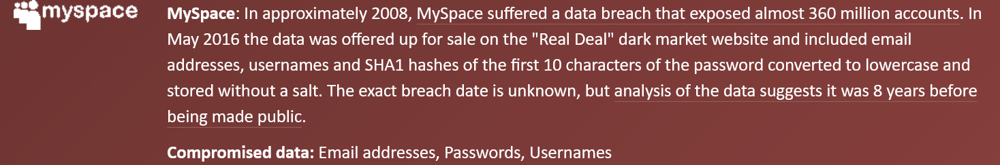 myspace
MySpace: In approximately 2008, MySpace suffered a data breach that exposed almost 360 million accounts. In
May 2016 the data was offered up for sale on the "Real Deal" dark market website and included email
addresses, usernames and SHA1 hashes of the first 10 characters of the password converted to lowercase and
stored without a salt. The exact breach date is unknown, but analysis of the data suggests it was 8 years before
being made public.
Compromised data: Email addresses, Passwords, Usernames